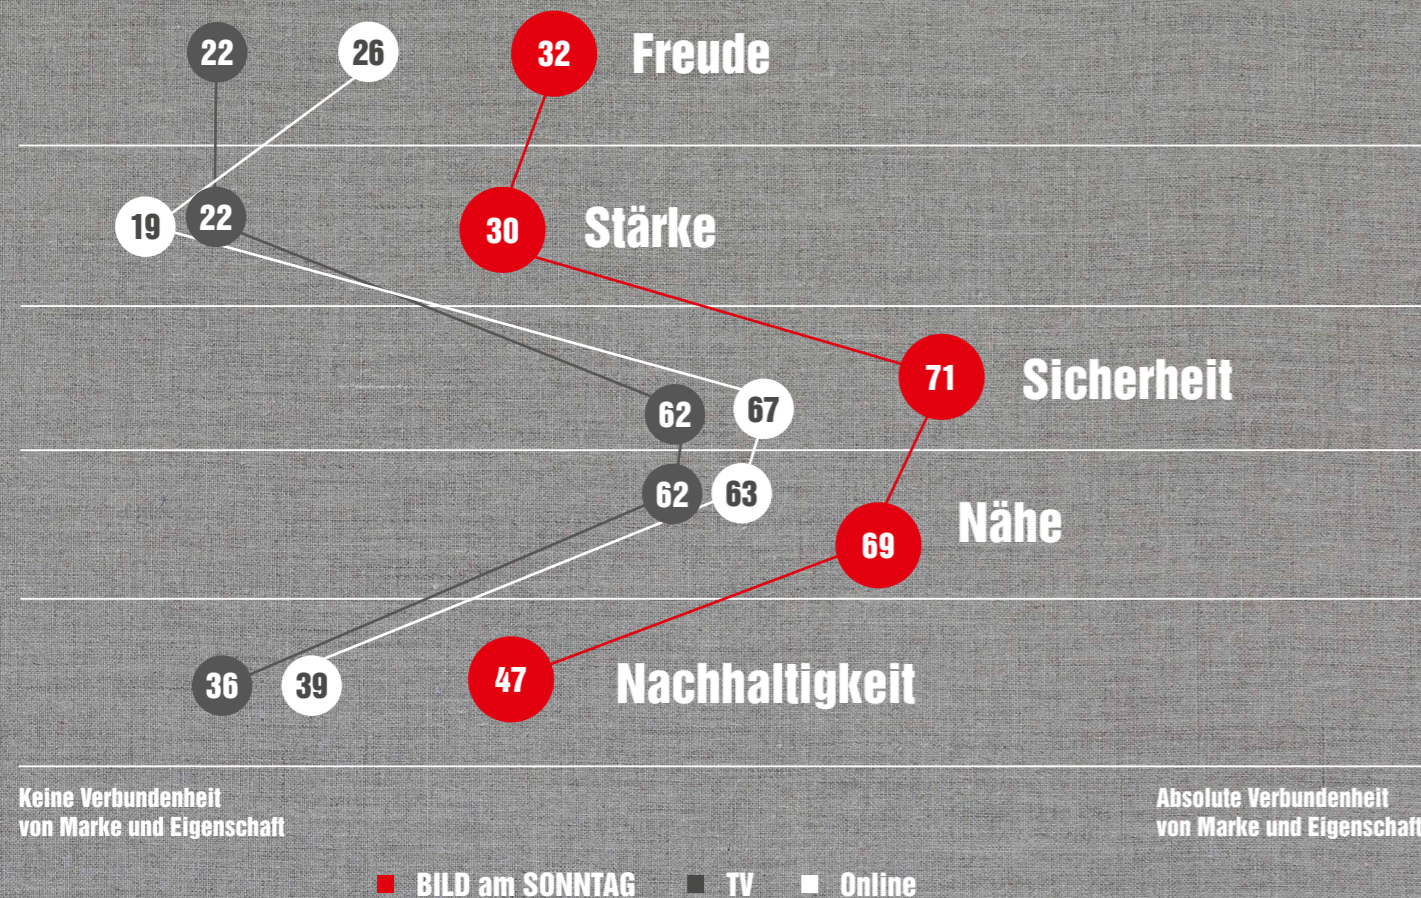 22 26 32 Freude
19 22 30 Stärke
62 67 71 Sicherheit
62 63 69 Nähe
36 39 47 Nachhaltigkeit
Keine Verbundenheit
von Marke und Eigenschaft
Absolute Verbundenheit
von Marke und Eigenschaft
BILD am SONNTAG TV Online